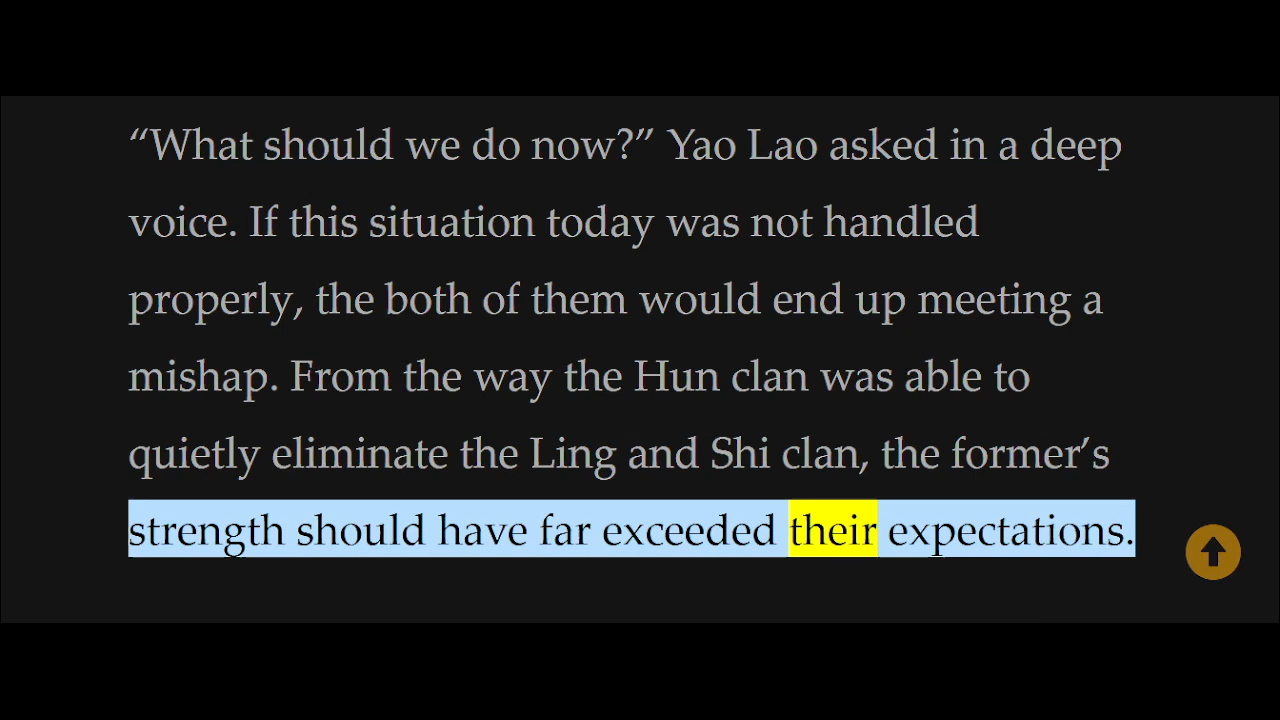 “What should we do now?” Yao Lao asked in a deep
voice. If this situation today was not handled
properly, the both of them would end up meeting a
mishap. From the way the Hun clan was able to
quietly eliminate the Ling and Shi clan, the former’s
strength should have far exceeded their expectations.